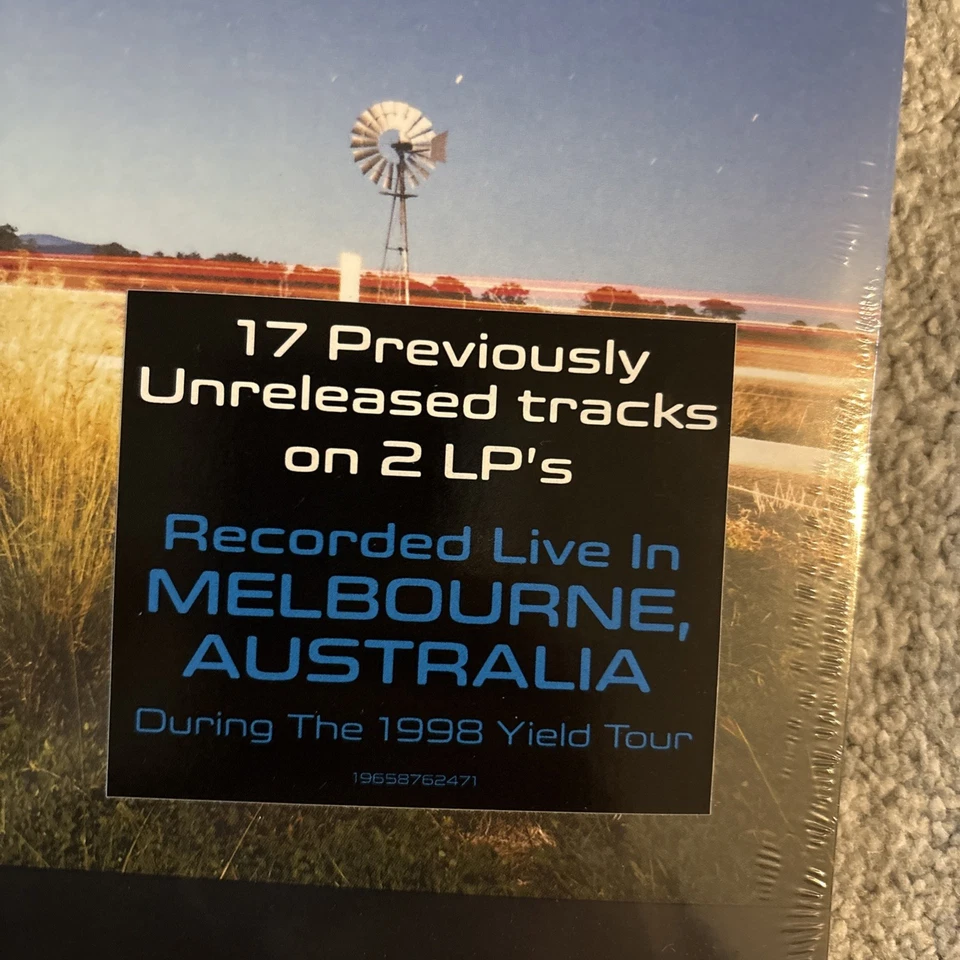 17 Previously
Unreleased tracks
on 2 LP's
Recorded Live In
MELBOURNE,
AUSTRALIA
During The 1998 Yield Tour
19658762471